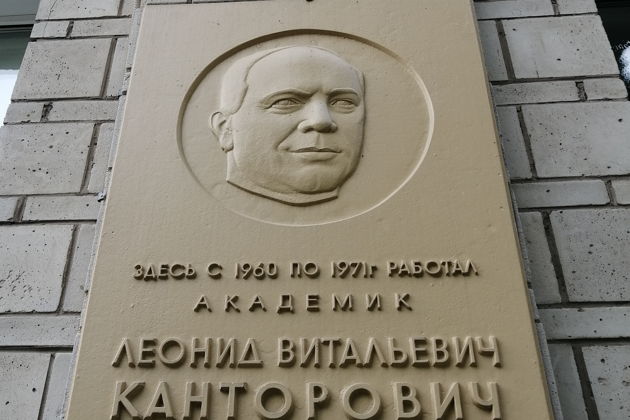 ЗДЕСЬ С 1960 ПО 1971г РАБОТАЛ
АКАДЕМИК
ЛЕОНИД ВИТАЛЬЕВИЧ
КАНТОРОВИЧ